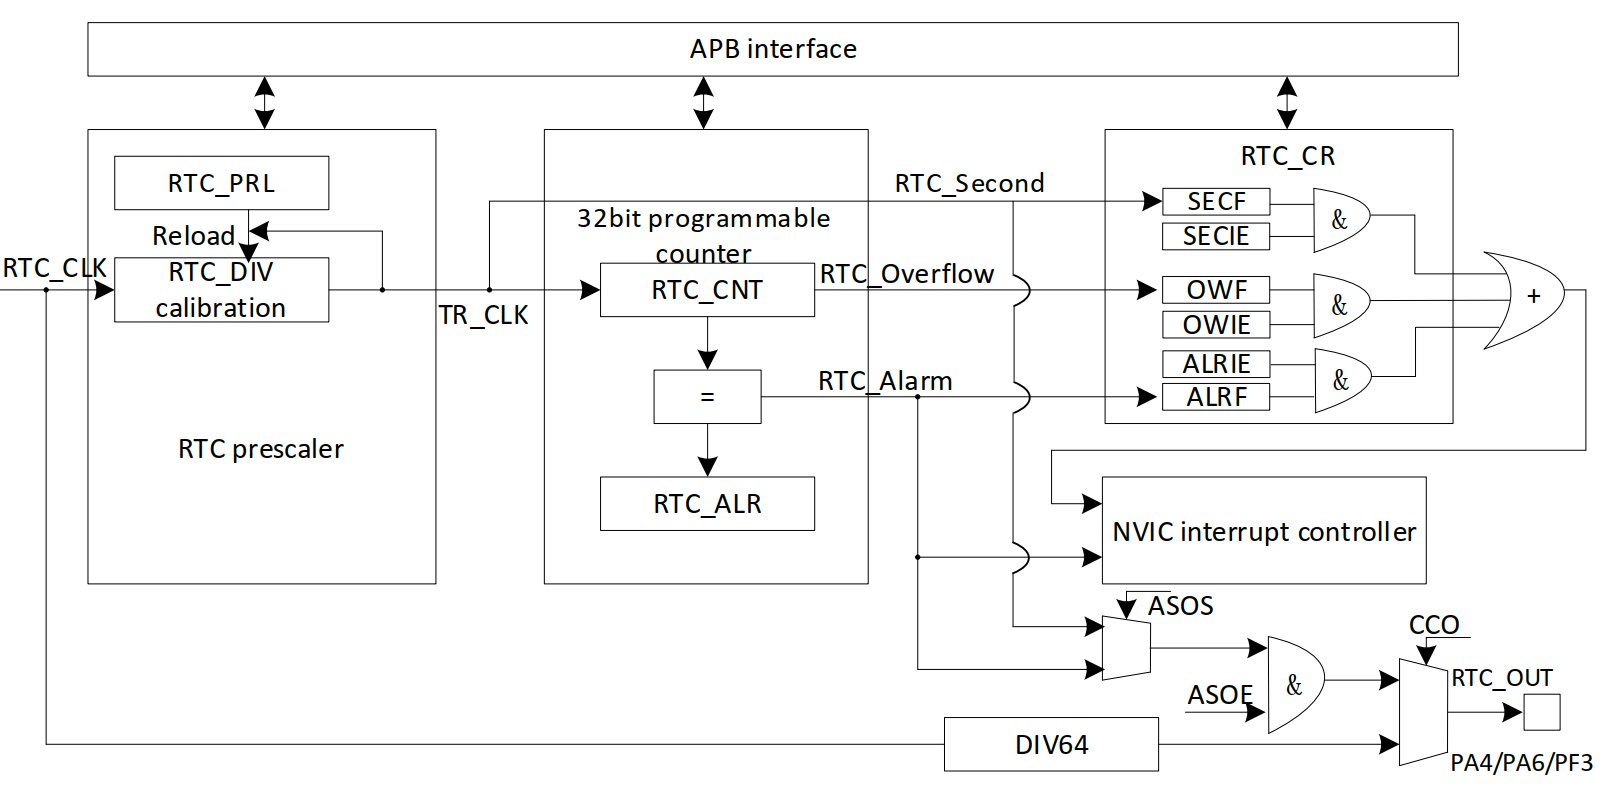 APB interface
RTC_PRL
Reload
RTC_CLK
RTC_DIV
calibration
TR_CLK
RTC prescaler
32bit programmable
counter
RTC_CNT
=
RTC_ALR
RTC_Second
RTC_Overflow
RTC_Alarm
RTC_CR
SECF
SECIE
&
OWF
OWIE
&
ALRIE
ALRF
&
+
NVIC interrupt controller
ASOS
ASOE
&
CCO
RTC_OUT
DIV64
PA4/PA6/PF3